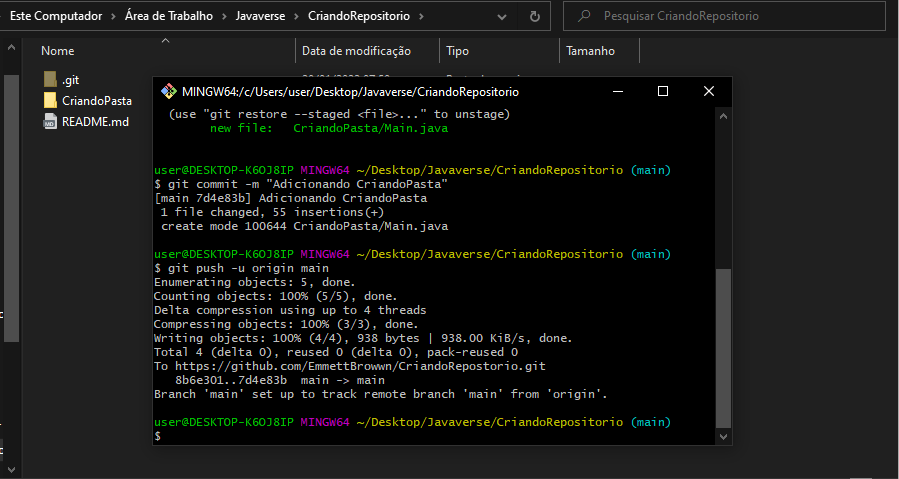 Este Computador > Área de Trabalho > Javaverse > CriandoRepositorio >
Pesquisar CriandoRepositorio
Nome Data de modificação Tipo Tamanho
.git
CriandoPasta
README.md
MINGW64:/c/Users/user/Desktop/Javaverse/CriandoRepositorio
(use "git restore --staged <file>..." to unstage)
new file:   CriandoPasta/Main.java
user@DESKTOP-K6OJ8IP MINGW64 ~/Desktop/Javaverse/CriandoRepositorio (main)
$ git commit -m "Adicionando CriandoPasta"
[main 7d4e83b] Adicionando CriandoPasta
1 file changed, 55 insertions(+)
create mode 100644 CriandoPasta/Main.java
user@DESKTOP-K6OJ8IP MINGW64 ~/Desktop/Javaverse/CriandoRepositorio (main)
$ git push -u origin main
Enumerating objects: 5, done.
Counting objects: 100% (5/5), done.
Delta compression using up to 4 threads
Compressing objects: 100% (3/3), done.
Writing objects: 100% (4/4), 938 bytes | 938.00 KiB/s, done.
Total 4 (delta 0), reused 0 (delta 0), pack-reused 0
To https://github.com/EmmettBrowwn/CriandoRepostorio.git
8b6e301..7d4e83b  main -> main
Branch 'main' set up to track remote branch 'main' from 'origin'.
user@DESKTOP-K6OJ8IP MINGW64 ~/Desktop/Javaverse/CriandoRepositorio (main)
$